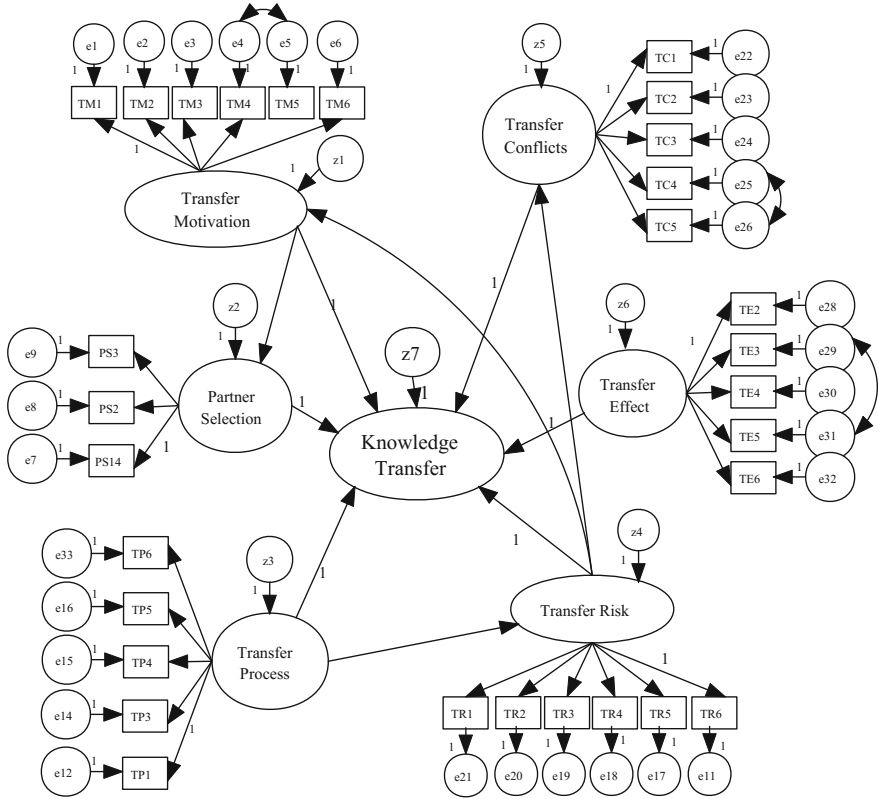 e1 e2 e3 e4 e5 e6
1 1 1 1 1 1
TM1 TM2 TM3 TM4 TM5 TM6
1
z1
1
Transfer
Motivation
z5
1
Transfer
Conflicts
1
TC1 1 e22
TC2 1 e23
TC3 1 e24
TC4 1 e25
TC5 1 e26
z2
1
e9 1 PS3
e8 1 PS2
e7 1 PS14
1
Partner
Selection
1
1
1
z7
1
Knowledge
Transfer
z6
1
Transfer
Effect
1
1
TE2 1 e28
TE3 1 e29
TE4 1 e30
TE5 1 e31
TE6 1 e32
z3
1
e33 1 TP6
e16 1 TP5
e15 1 TP4
e14 1 TP3
e12 1 TP1
1
Transfer
Process
1
1
z4
1
Transfer Risk
1
TR1 TR2 TR3 TR4 TR5 TR6
1 1 1 1 1 1
e21 e20 e19 e18 e17 e11